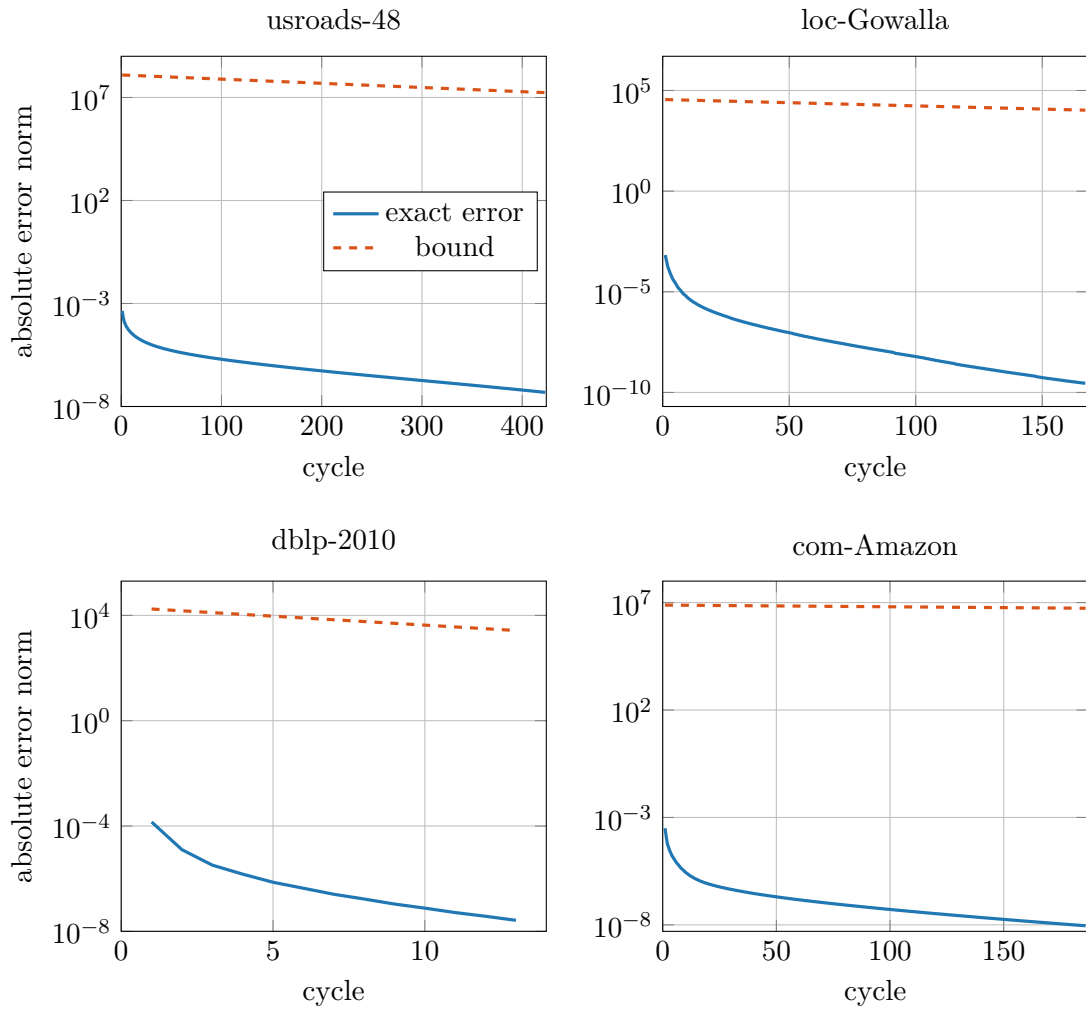 usroads-48
absolute error norm
10^7
10^2
10^-3
10^-8
exact error
bound
0 100 200 300 400
cycle
loc-Gowalla
10^5
10^0
10^-5
10^-10
0 50 100 150
cycle
dblp-2010
absolute error norm
10^4
10^0
10^-4
10^-8
0 5 10
cycle
com-Amazon
10^7
10^2
10^-3
10^-8
0 50 100 150
cycle